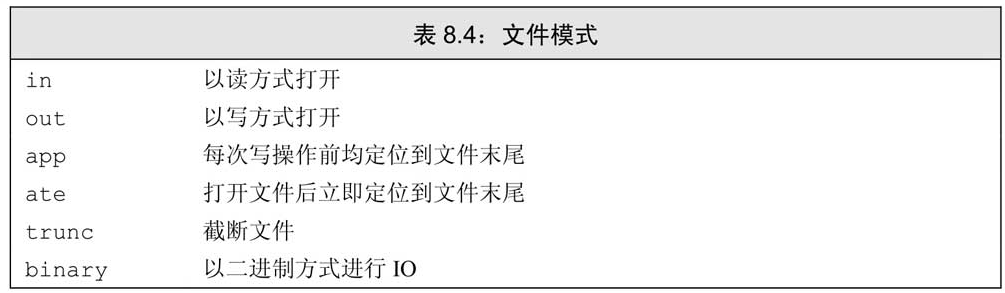 表 8.4：文件模式
in 以读方式打开
out 以写方式打开
app 每次写操作前均定位到文件末尾
ate 打开文件后立即定位到文件末尾
trunc 截断文件
binary 以二进制方式进行 IO